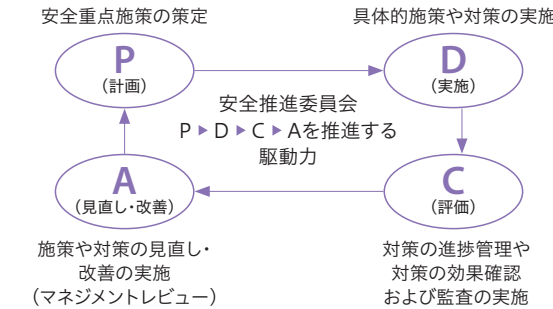 安全重点施策の策定
具体的施策や対策の実施
P
（計画）
D
（実施）
安全推進委員会
P▶D▶C▶Aを推進する
駆動力
A
（見直し・改善）
C
（評価）
施策や対策の見直し・
改善の実施
（マネジメントレビュー）
対策の進捗管理や
対策の効果確認
および監査の実施